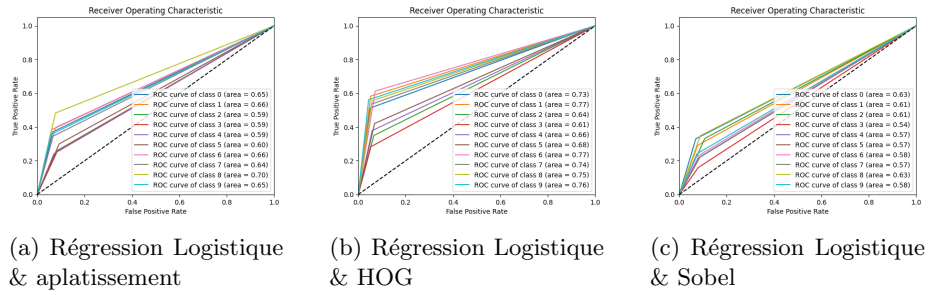 Receiver Operating Characteristic
1.0
0.8
0.6
0.4
0.2
0.0
True Positive Rate
ROC curve of class 0 (area = 0.65)
ROC curve of class 1 (area = 0.66)
ROC curve of class 2 (area = 0.59)
ROC curve of class 3 (area = 0.59)
ROC curve of class 4 (area = 0.59)
ROC curve of class 5 (area = 0.60)
ROC curve of class 6 (area = 0.66)
ROC curve of class 7 (area = 0.64)
ROC curve of class 8 (area = 0.70)
ROC curve of class 9 (area = 0.65)
0.0 0.2 0.4 0.6 0.8 1.0
False Positive Rate
(a) Régression Logistique
& aplatissement
Receiver Operating Characteristic
1.0
0.8
0.6
0.4
0.2
0.0
True Positive Rate
ROC curve of class 0 (area = 0.73)
ROC curve of class 1 (area = 0.77)
ROC curve of class 2 (area = 0.64)
ROC curve of class 3 (area = 0.61)
ROC curve of class 4 (area = 0.66)
ROC curve of class 5 (area = 0.68)
ROC curve of class 6 (area = 0.77)
ROC curve of class 7 (area = 0.74)
ROC curve of class 8 (area = 0.75)
ROC curve of class 9 (area = 0.76)
0.0 0.2 0.4 0.6 0.8 1.0
False Positive Rate
(b) Régression Logistique
& HOG
Receiver Operating Characteristic
1.0
0.8
0.6
0.4
0.2
0.0
True Positive Rate
ROC curve of class 0 (area = 0.63)
ROC curve of class 1 (area = 0.61)
ROC curve of class 2 (area = 0.61)
ROC curve of class 3 (area = 0.54)
ROC curve of class 4 (area = 0.57)
ROC curve of class 5 (area = 0.57)
ROC curve of class 6 (area = 0.58)
ROC curve of class 7 (area = 0.57)
ROC curve of class 8 (area = 0.63)
ROC curve of class 9 (area = 0.58)
0.0 0.2 0.4 0.6 0.8 1.0
False Positive Rate
(c) Régression Logistique
& Sobel